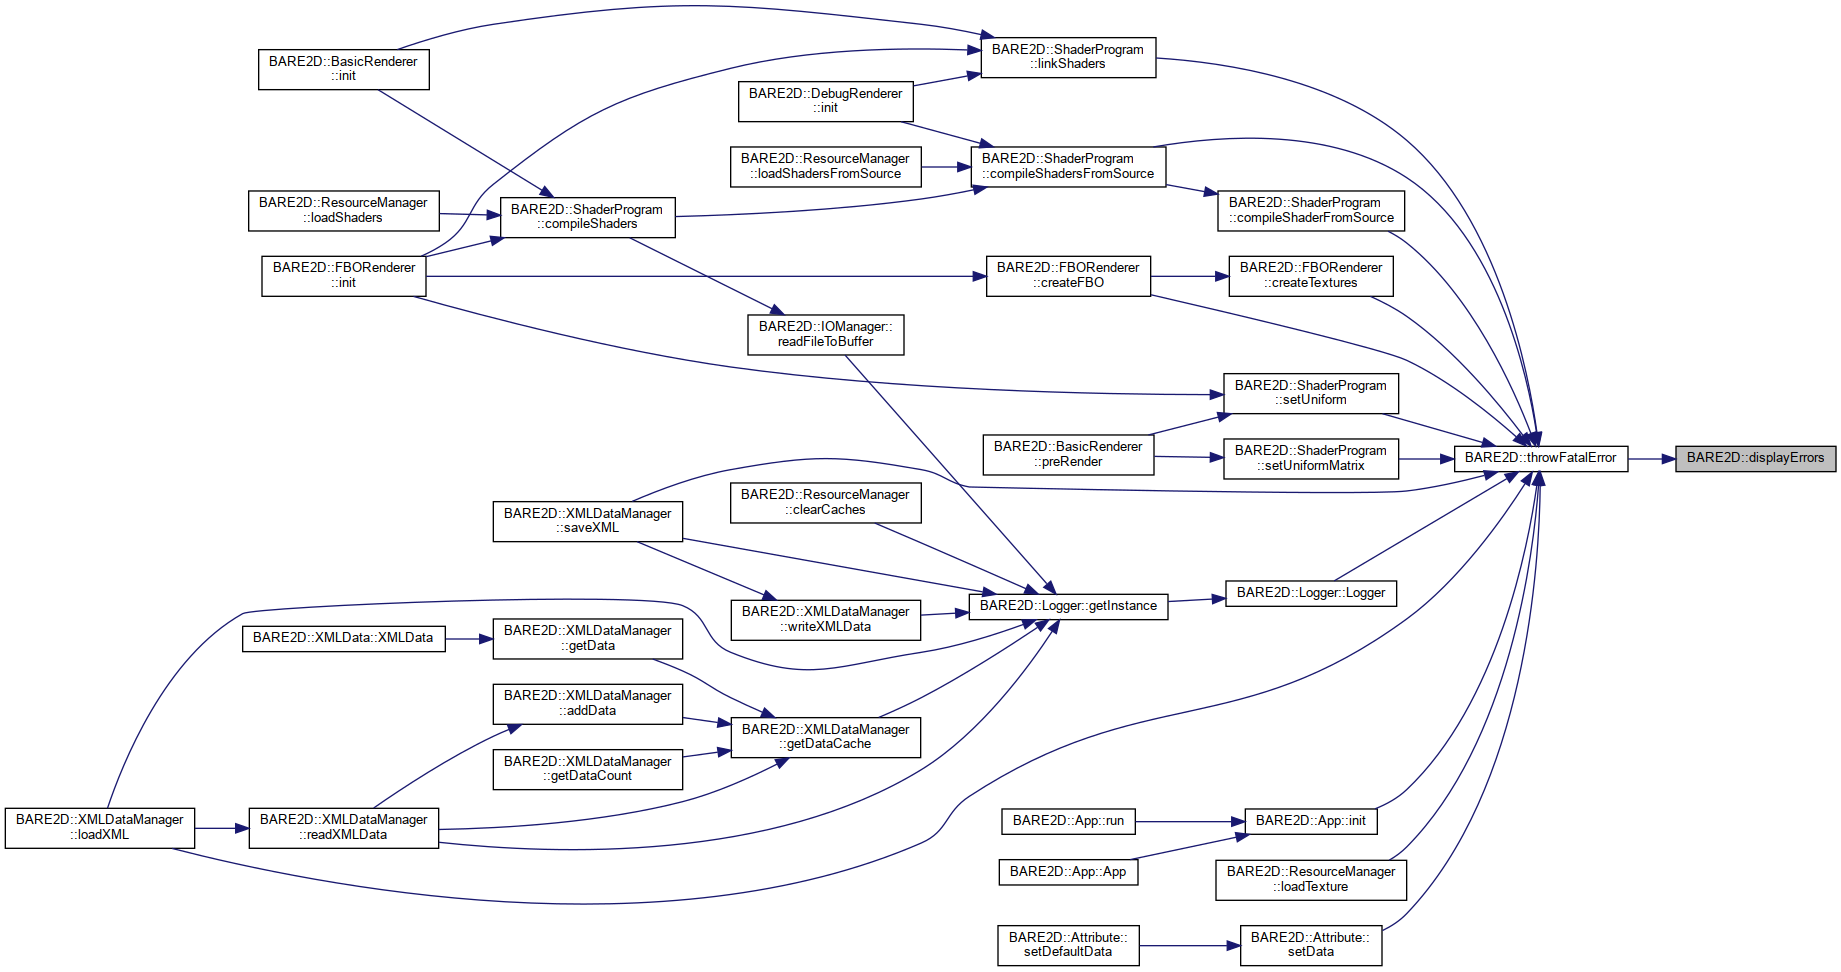 BARE2D::BasicRenderer
::init
BARE2D::ShaderProgram
::linkShaders
BARE2D::DebugRenderer
::init
BARE2D::ResourceManager
::loadShadersFromSource
BARE2D::ShaderProgram
::compileShadersFromSource
BARE2D::ResourceManager
::loadShaders
BARE2D::ShaderProgram
::compileShaders
BARE2D::ShaderProgram
::compileShaderFromSource
BARE2D::FBORenderer
::init
BARE2D::FBORenderer
::createFBO
BARE2D::FBORenderer
::createTextures
BARE2D::IOManager::
readFileToBuffer
BARE2D::ShaderProgram
::setUniform
BARE2D::BasicRenderer
::preRender
BARE2D::ShaderProgram
::setUniformMatrix
BARE2D::throwFatalError
BARE2D::displayErrors
BARE2D::ResourceManager
::clearCaches
BARE2D::XMLDataManager
::saveXML
BARE2D::Logger::Logger
BARE2D::Logger::getInstance
BARE2D::XMLDataManager
::writeXMLData
BARE2D::XMLData::XMLData
BARE2D::XMLDataManager
::getData
BARE2D::XMLDataManager
::addData
BARE2D::XMLDataManager
::getDataCache
BARE2D::XMLDataManager
::getDataCount
BARE2D::XMLDataManager
::loadXML
BARE2D::XMLDataManager
::readXMLData
BARE2D::App::run
BARE2D::App::init
BARE2D::App::App
BARE2D::ResourceManager
::loadTexture
BARE2D::Attribute::
setDefaultData
BARE2D::Attribute::
setData